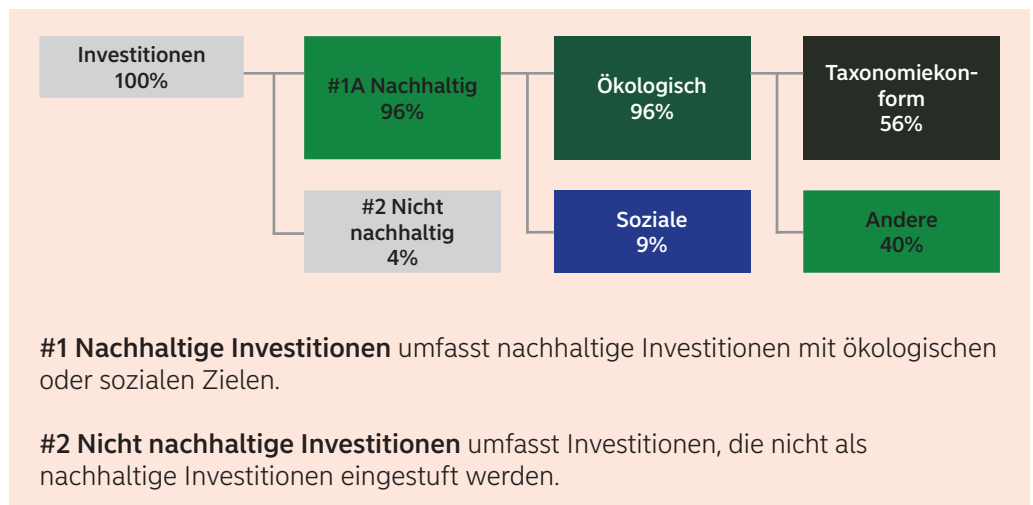 Investitionen
100%
#1A Nachhaltig
96%
Ökologisch
96%
Taxonomiekon-
form
56%
#2 Nicht
nachhaltig
4%
Soziale
9%
Andere
40%
#1 Nachhaltige Investitionen umfasst nachhaltige Investitionen mit ökologischen
oder sozialen Zielen.
#2 Nicht nachhaltige Investitionen umfasst Investitionen, die nicht als
nachhaltige Investitionen eingestuft werden.